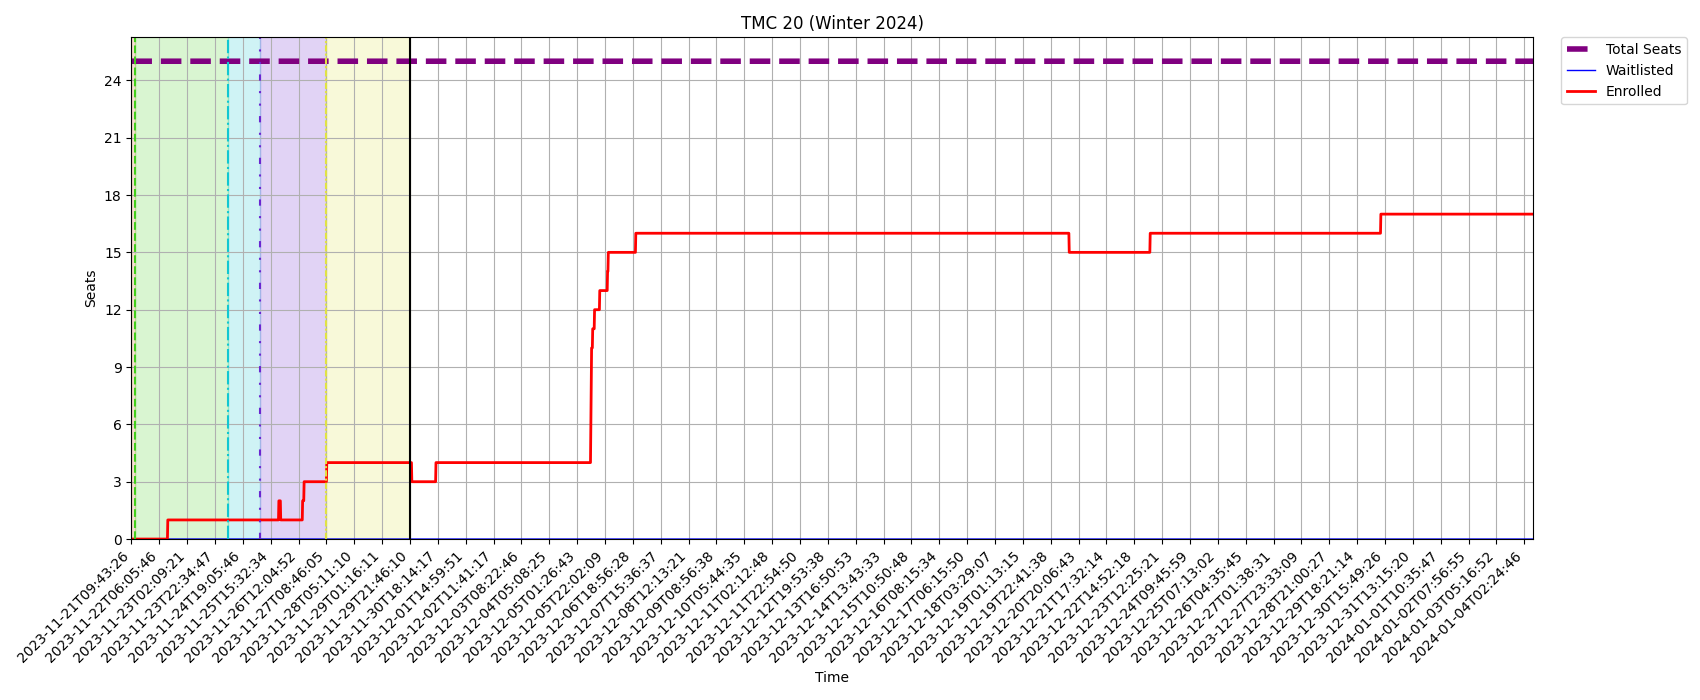 TMC 20 (Winter 2024)
Total Seats
Waitlisted
Enrolled
Seats
24
21
18
15
12
9
6
3
0
2023-11-21T09:43:26
2023-11-22T06:05:46
2023-11-23T02:09:21
2023-11-23T22:34:47
2023-11-24T19:05:46
2023-11-25T15:32:34
2023-11-26T12:04:52
2023-11-27T08:46:05
2023-11-28T05:11:10
2023-11-29T01:16:11
2023-11-29T21:46:10
2023-11-30T18:14:17
2023-12-01T14:59:51
2023-12-02T11:41:17
2023-12-03T08:22:46
2023-12-04T05:08:25
2023-12-05T01:26:43
2023-12-05T22:02:09
2023-12-06T18:56:28
2023-12-07T15:36:37
2023-12-08T12:13:21
2023-12-09T08:56:38
2023-12-10T05:44:35
2023-12-11T02:12:48
2023-12-11T22:54:50
2023-12-12T19:53:38
2023-12-13T16:50:53
2023-12-14T13:43:33
2023-12-15T10:50:48
2023-12-16T08:15:34
2023-12-17T06:15:50
2023-12-18T03:29:07
2023-12-19T01:13:15
2023-12-19T22:41:38
2023-12-20T20:06:43
2023-12-21T17:32:14
2023-12-22T14:52:18
2023-12-23T12:25:21
2023-12-24T09:45:59
2023-12-25T07:13:02
2023-12-26T04:35:45
2023-12-27T01:38:31
2023-12-27T23:33:09
2023-12-28T21:00:27
2023-12-29T18:21:14
2023-12-30T15:49:26
2023-12-31T13:15:20
2024-01-01T10:35:47
2024-01-02T07:56:55
2024-01-03T05:16:52
2024-01-04T02:24:46
Time